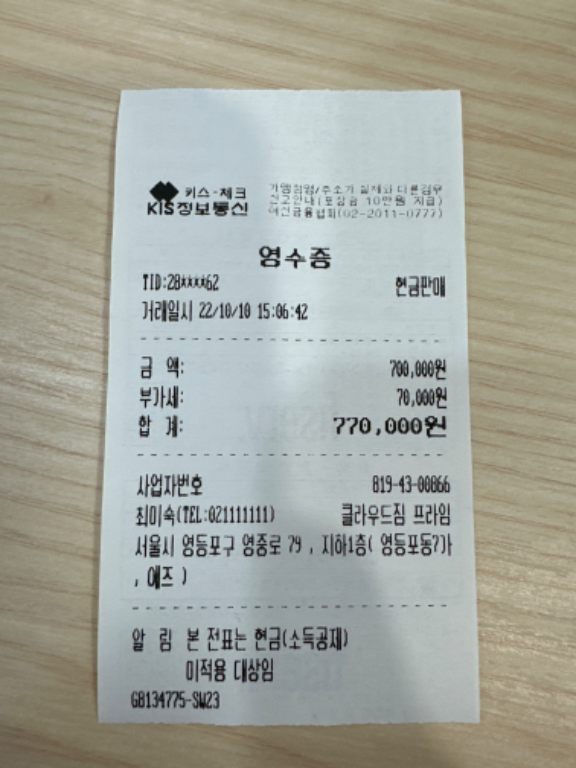 키스-체크
KIS정보통신
가맹점명/주소가 실제와 다른경우
신고안내(포상금 10만원 지급)
여신금융협회(02-2011-0777)
영수증
TID:28****62 현금판매
거래일시 22/10/10 15:06:42
금 액: 700,000원
부가세: 70,000원
합 계: 770,000원
사업자번호 819-43-00866
최미숙(TEL:021111111) 클라우드짐 프라임
서울시 영등포구 영중로 79 , 지하1층( 영등포동7가
, 에즈 )
알 림 본 전표는 현금(소득공제)
미적용 대상임
GB134775-SW23